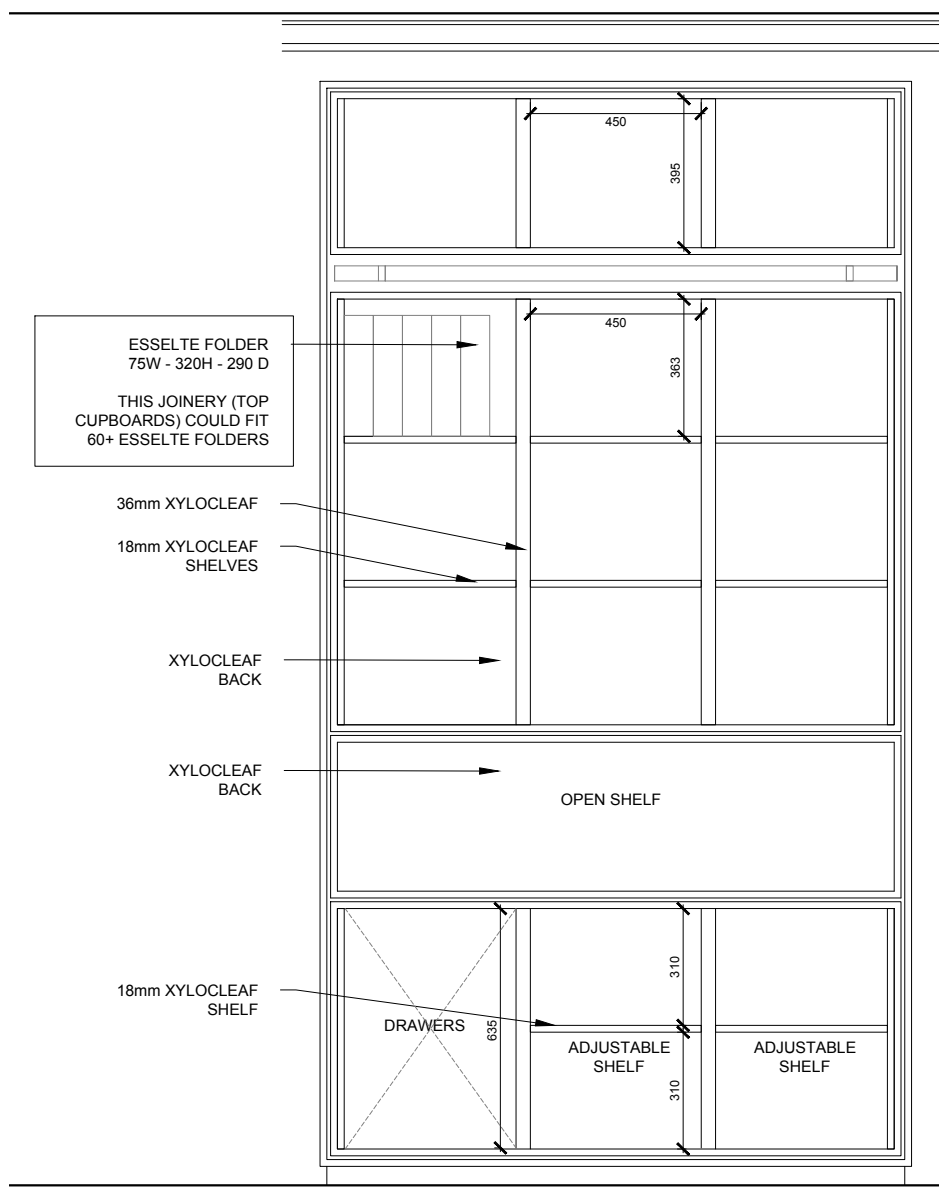 450
395
ESSELTE FOLDER
75W - 320H - 290 D
THIS JOINERY (TOP
CUPBOARDS) COULD FIT
60+ ESSELTE FOLDERS
450
363
36mm XYLOCLEAF
18mm XYLOCLEAF
SHELVES
XYLOCLEAF
BACK
XYLOCLEAF
BACK
OPEN SHELF
18mm XYLOCLEAF
SHELF
DRAWERS
635
310
ADJUSTABLE
SHELF
ADJUSTABLE
SHELF
310